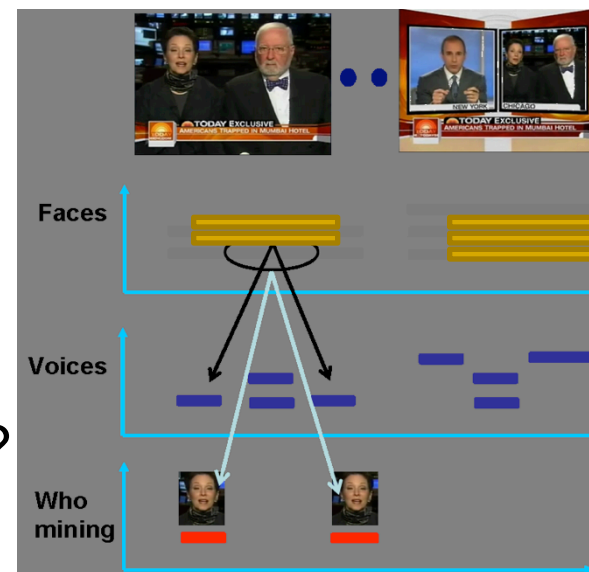 TODAY EXCLUSIVE
AMERICANS TRAPPED IN MUMBAI HOTEL
NEW YORK
CHICAGO
TODAY EXCLUSIVE
AMERICANS TRAPPED IN MUMBAI HOTEL
Faces
Voices
?
Who
mining